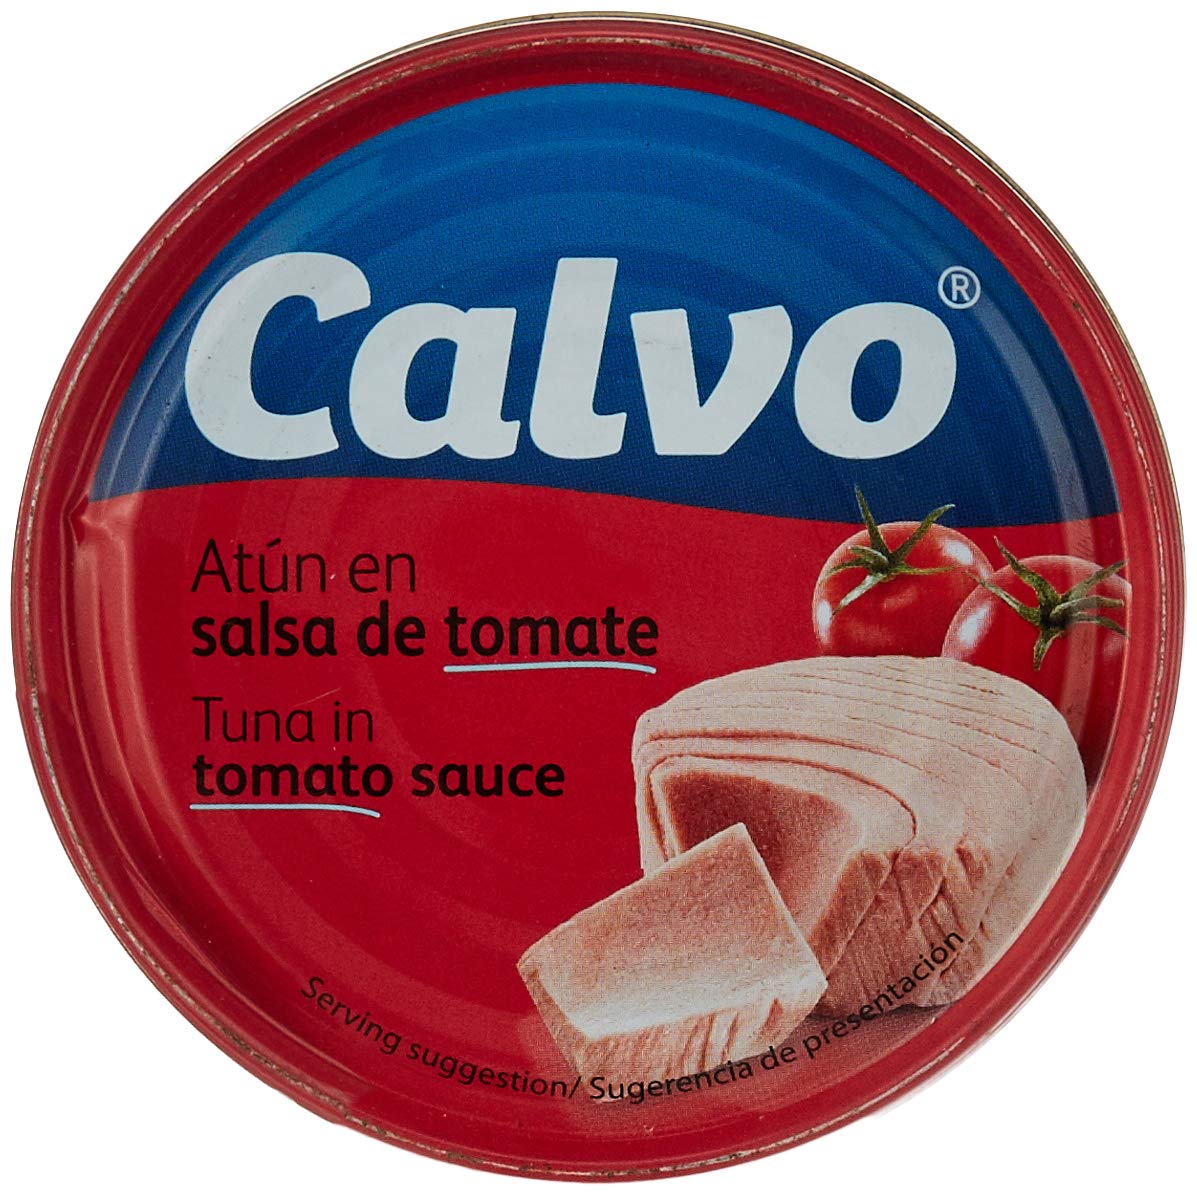 Calvo®
Atún en
salsa de tomate
Tuna in
tomato sauce
Serving suggestion/ Sugerencia de presentación